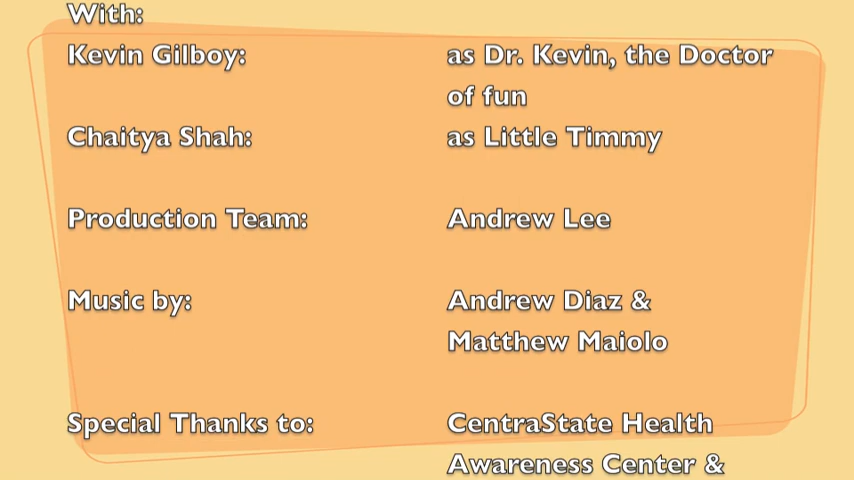 With:
Kevin Gilboy: as Dr. Kevin, the Doctor
of fun
Chaitya Shah: as Little Timmy
Production Team: Andrew Lee
Music by: Andrew Diaz &
Matthew Maiolo
Special Thanks to: CentraState Health
Awareness Center &